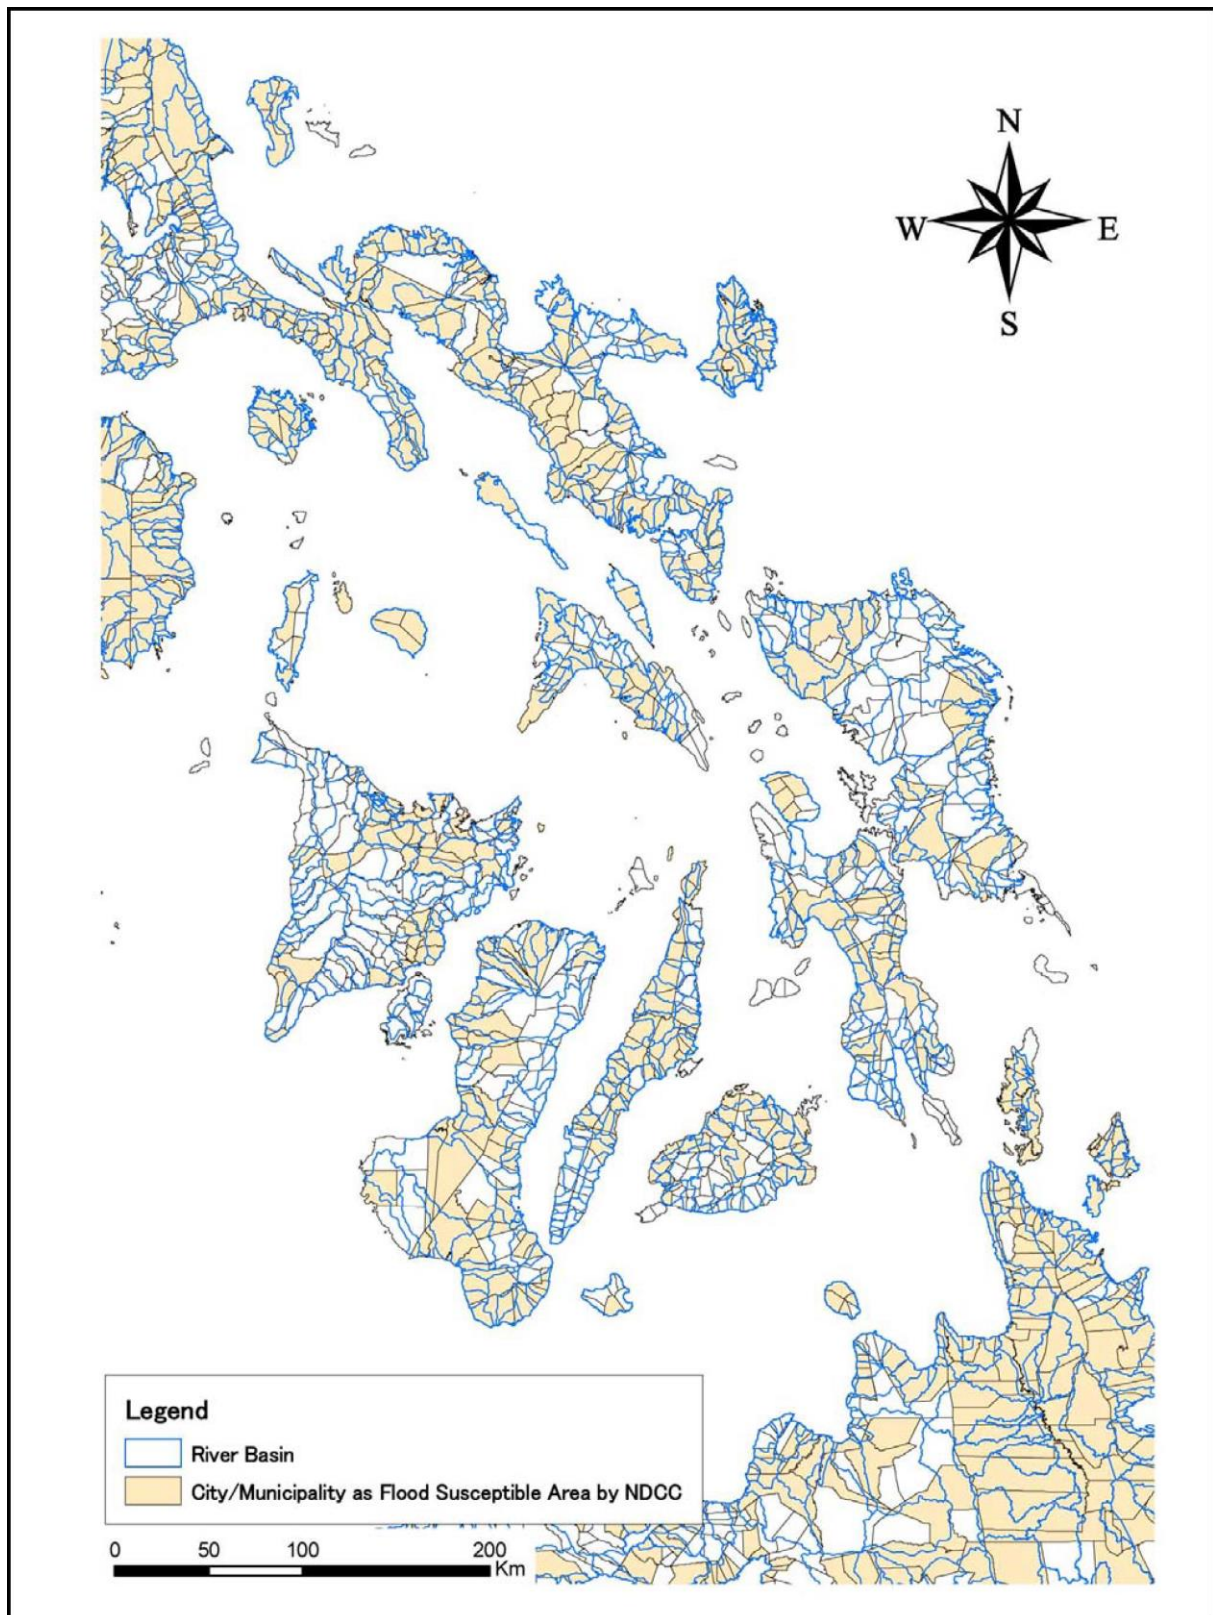 N
W E
S
Legend
River Basin
City/Municipality as Flood Susceptible Area by NDCC
0 50 100 200
Km